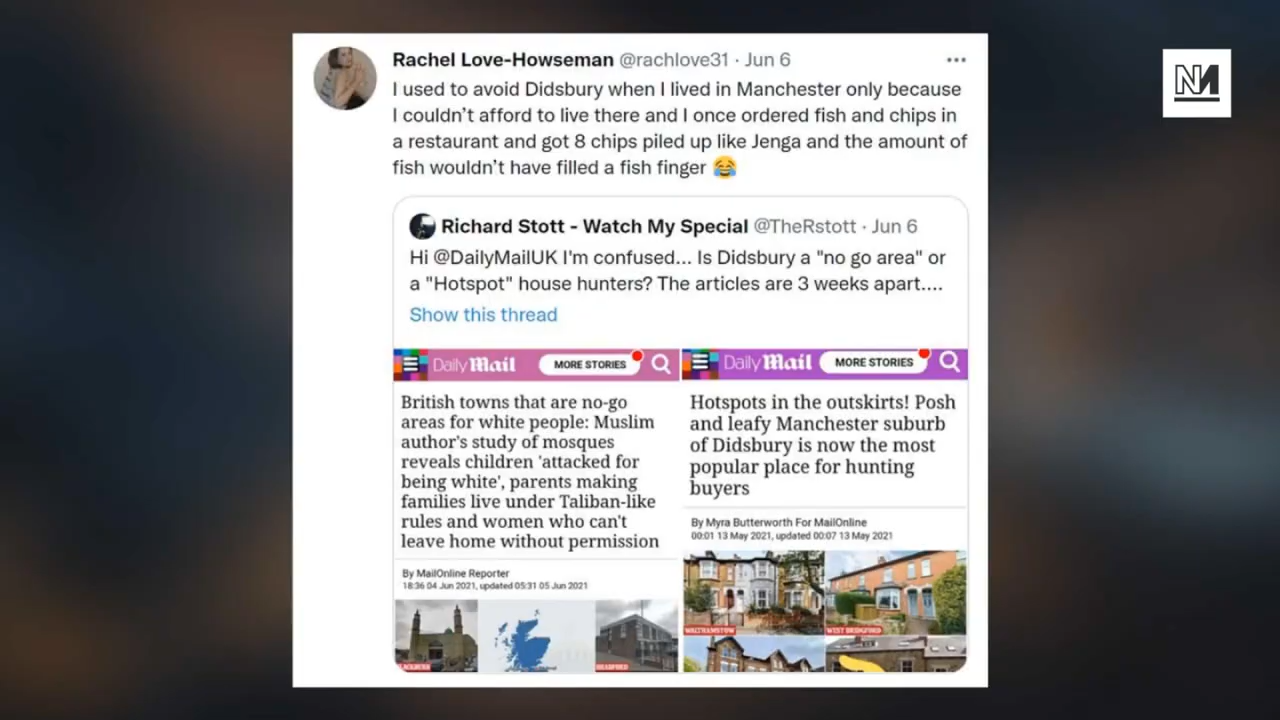 Rachel Love-Howseman @rachlove31 · Jun 6
I used to avoid Didsbury when I lived in Manchester only because
I couldn’t afford to live there and I once ordered fish and chips in
a restaurant and got 8 chips piled up like Jenga and the amount of
fish wouldn’t have filled a fish finger 😂
Richard Stott - Watch My Special @TheRstott · Jun 6
Hi @DailyMailUK I'm confused... Is Didsbury a "no go area" or
a "Hotspot" house hunters? The articles are 3 weeks apart....
Show this thread
Daily Mail MORE STORIES
British towns that are no-go
areas for white people: Muslim
author's study of mosques
reveals children 'attacked for
being white', parents making
families live under Taliban-like
rules and women who can't
leave home without permission
By MailOnline Reporter
18:36 04 Jun 2021, updated 05:31 05 Jun 2021
BLACKBURN
BRADFORD
Daily Mail MORE STORIES
Hotspots in the outskirts! Posh
and leafy Manchester suburb
of Didsbury is now the most
popular place for hunting
buyers
By Myra Butterworth For MailOnline
00:01 13 May 2021, updated 00:07 13 May 2021
WALTHAMSTOW
WEST BRIDGFORD
NM